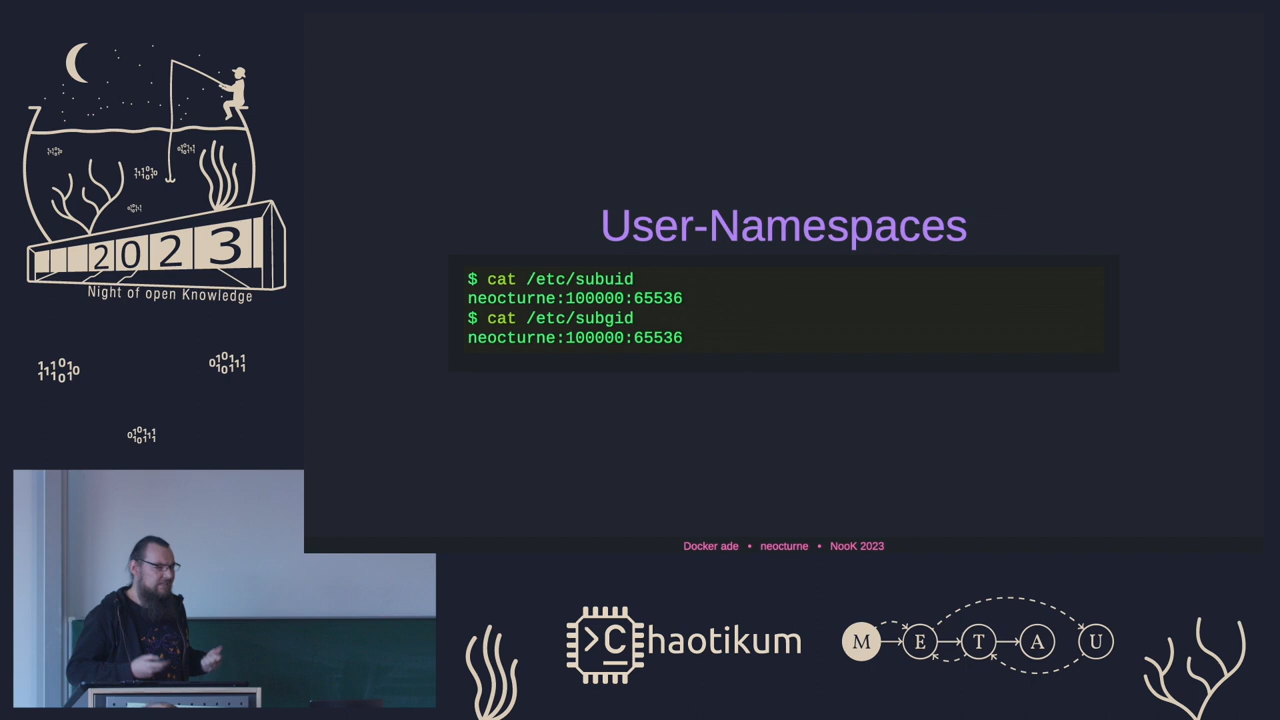 2023
Night of open Knowledge
User-Namespaces
$ cat /etc/subuid
neocturne:100000:65536
$ cat /etc/subgid
neocturne:100000:65536
Docker ade • neocturne • NooK 2023
>Chaotikum
M E T A U